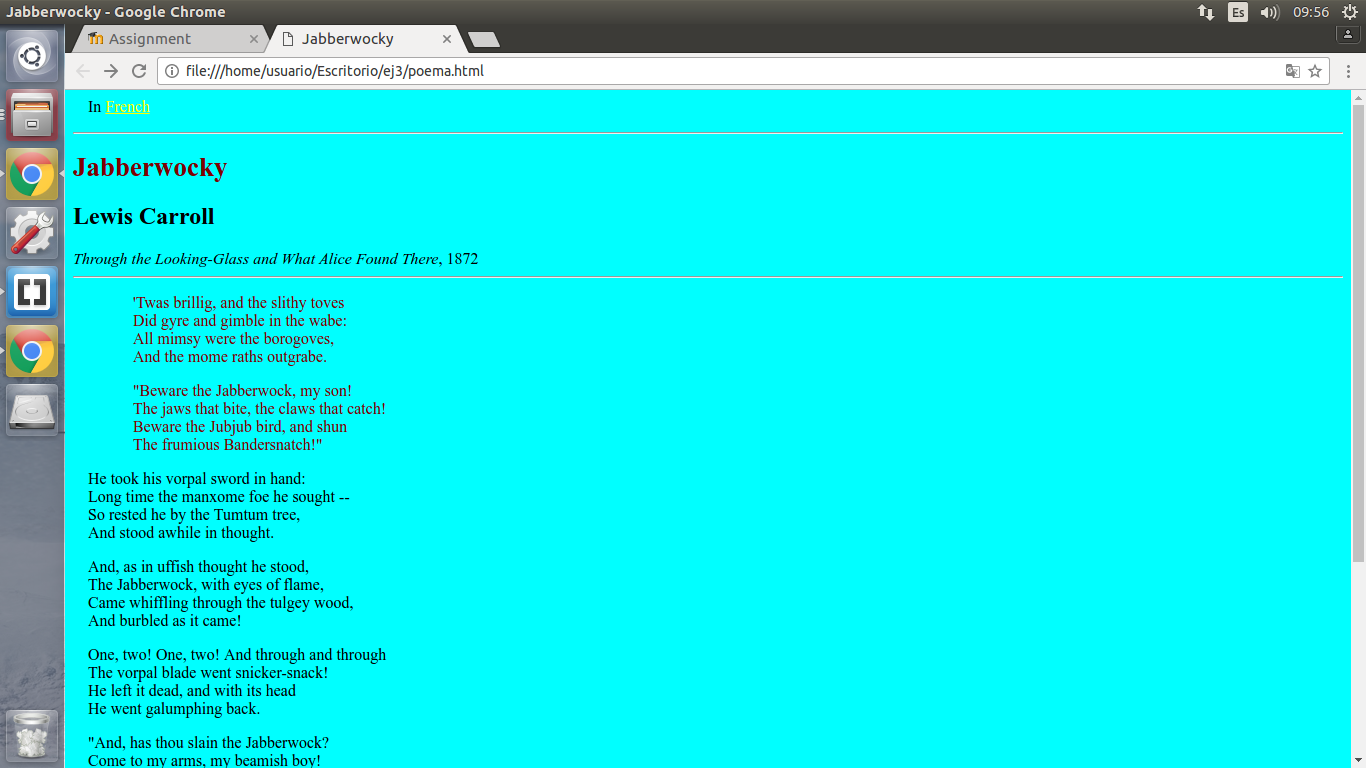 Jabberwocky - Google Chrome
Es
09:56
Assignment
Jabberwocky
file:///home/usuario/Escritorio/ej3/poema.html
In French
Jabberwocky
Lewis Carroll
Through the Looking-Glass and What Alice Found There, 1872
'Twas brillig, and the slithy toves
Did gyre and gimble in the wabe:
All mimsy were the borogoves,
And the mome raths outgrabe.
"Beware the Jabberwock, my son!
The jaws that bite, the claws that catch!
Beware the Jubjub bird, and shun
The frumious Bandersnatch!"
He took his vorpal sword in hand:
Long time the manxome foe he sought --
So rested he by the Tumtum tree,
And stood awhile in thought.
And, as in uffish thought he stood,
The Jabberwock, with eyes of flame,
Came whiffling through the tulgey wood,
And burbled as it came!
One, two! One, two! And through and through
The vorpal blade went snicker-snack!
He left it dead, and with its head
He went galumphing back.
"And, has thou slain the Jabberwock?
Come to my arms, my beamish boy!